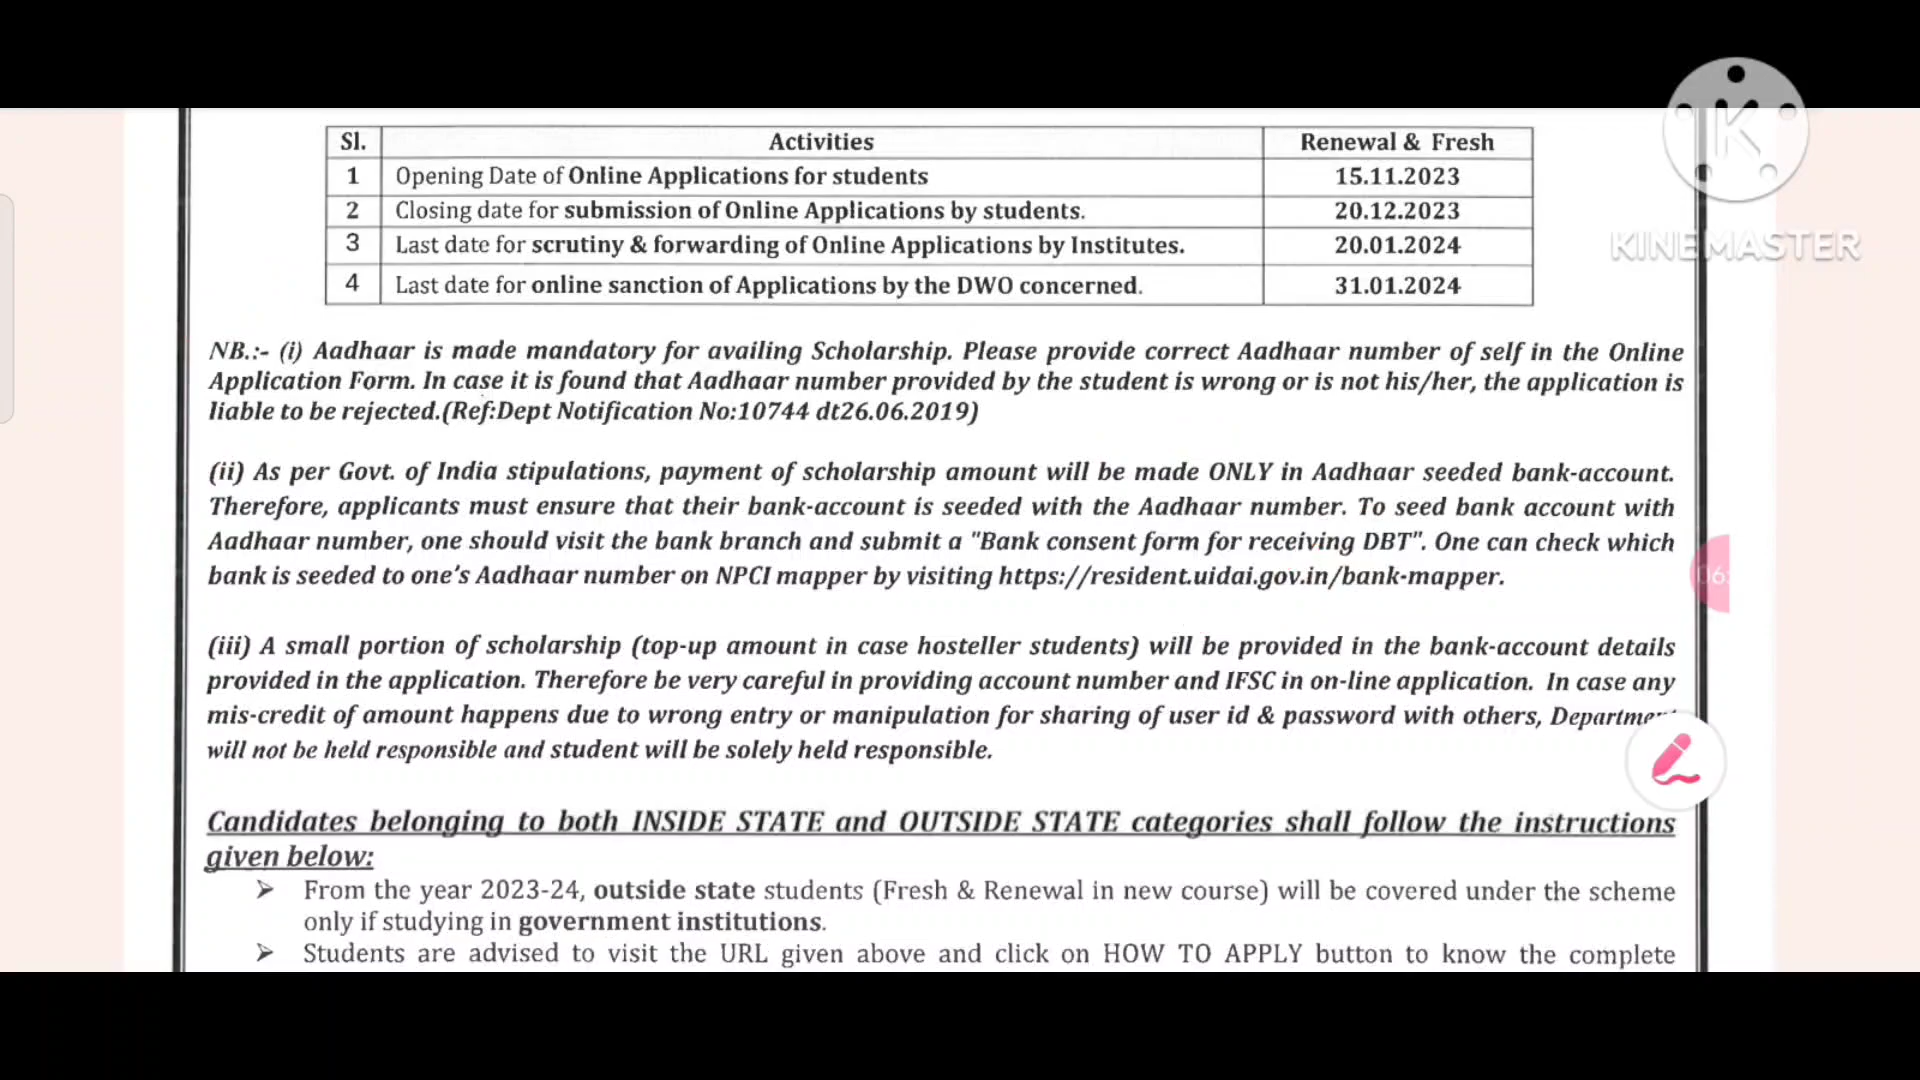 Sl. Activities Renewal & Fresh
1 Opening Date of Online Applications for students 15.11.2023
2 Closing date for submission of Online Applications by students. 20.12.2023
3 Last date for scrutiny & forwarding of Online Applications by Institutes. 20.01.2024
4 Last date for online sanction of Applications by the DWO concerned. 31.01.2024
K
KINEMASTER
NB.:- (i) Aadhaar is made mandatory for availing Scholarship. Please provide correct Aadhaar number of self in the Online
Application Form. In case it is found that Aadhaar number provided by the student is wrong or is not his/her, the application is
liable to be rejected.(Ref:Dept Notification No:10744 dt26.06.2019)
(ii) As per Govt. of India stipulations, payment of scholarship amount will be made ONLY in Aadhaar seeded bank-account.
Therefore, applicants must ensure that their bank-account is seeded with the Aadhaar number. To seed bank account with
Aadhaar number, one should visit the bank branch and submit a "Bank consent form for receiving DBT". One can check which
bank is seeded to one's Aadhaar number on NPCI mapper by visiting https://resident.uidai.gov.in/bank-mapper.
(iii) A small portion of scholarship (top-up amount in case hosteller students) will be provided in the bank-account details
provided in the application. Therefore be very careful in providing account number and IFSC in on-line application. In case any
mis-credit of amount happens due to wrong entry or manipulation for sharing of user id & password with others, Department
will not be held responsible and student will be solely held responsible.
Candidates belonging to both INSIDE STATE and OUTSIDE STATE categories shall follow the instructions
given below:
➢ From the year 2023-24, outside state students (Fresh & Renewal in new course) will be covered under the scheme
only if studying in government institutions.
➢ Students are advised to visit the URL given above and click on HOW TO APPLY button to know the complete